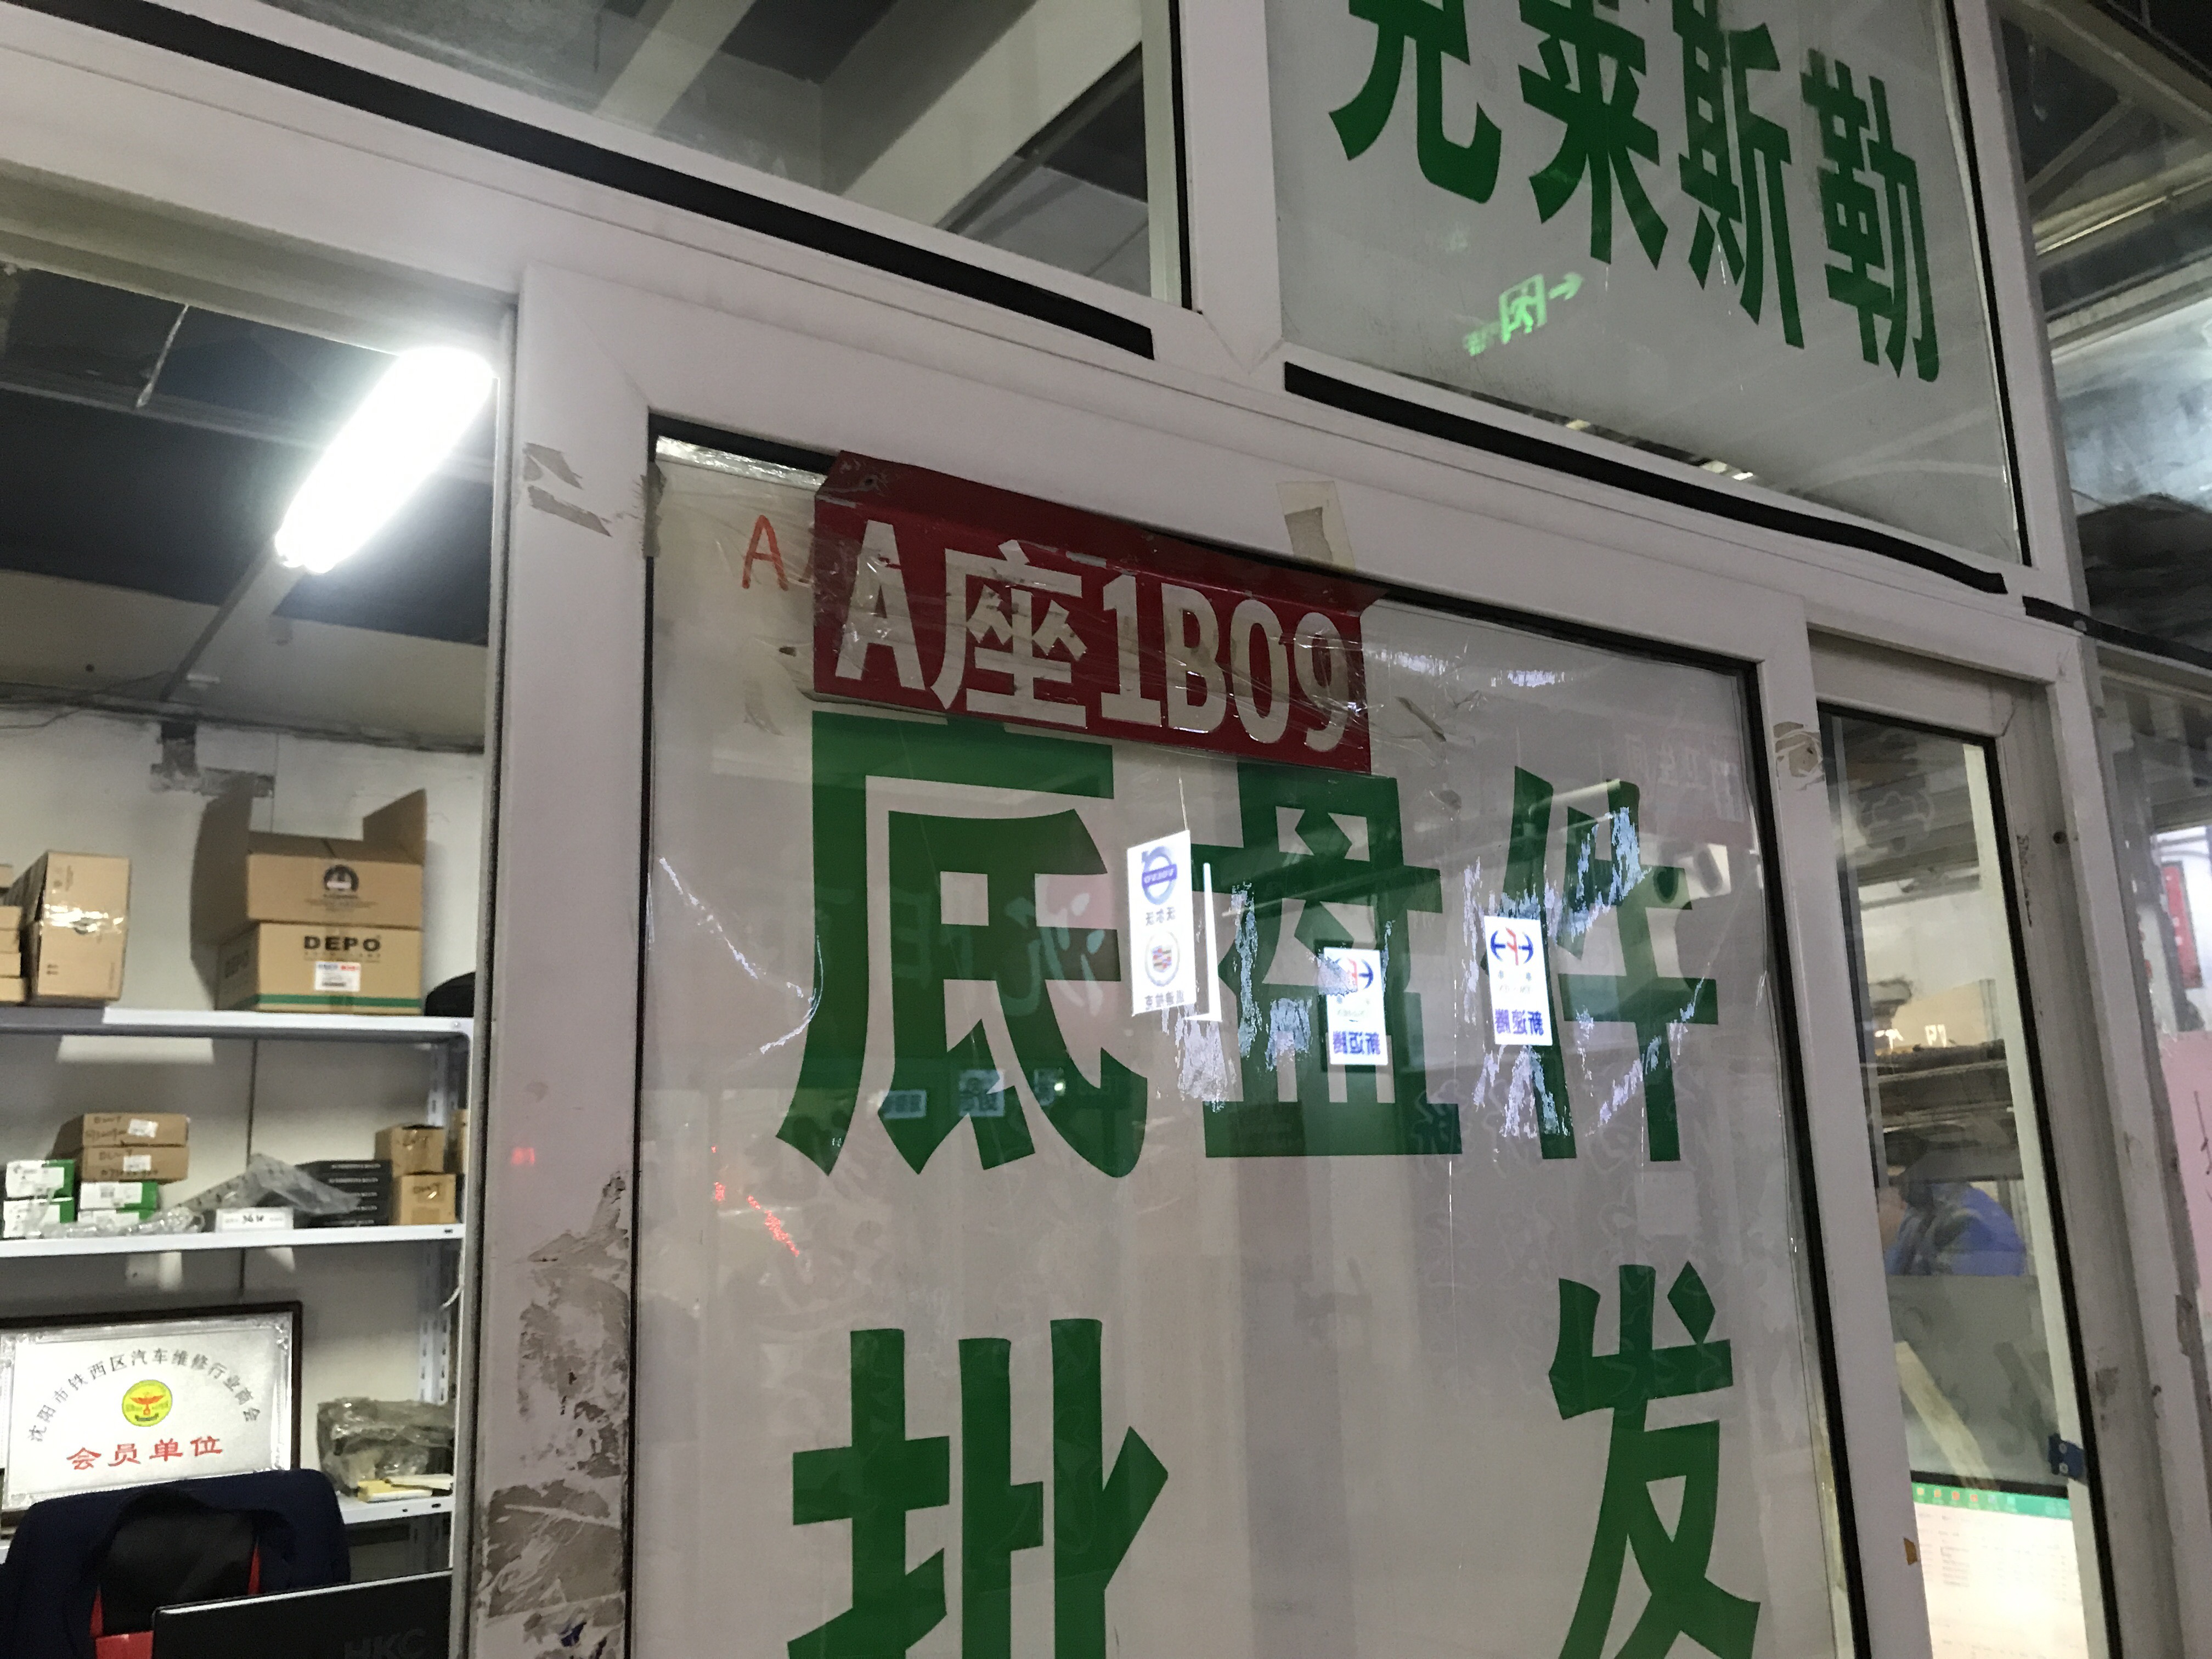 克莱斯勒
A
A座1B09
底盘件
批发
DEPO
沈阳市铁西区汽车维修行业商会
会员单位
HKC